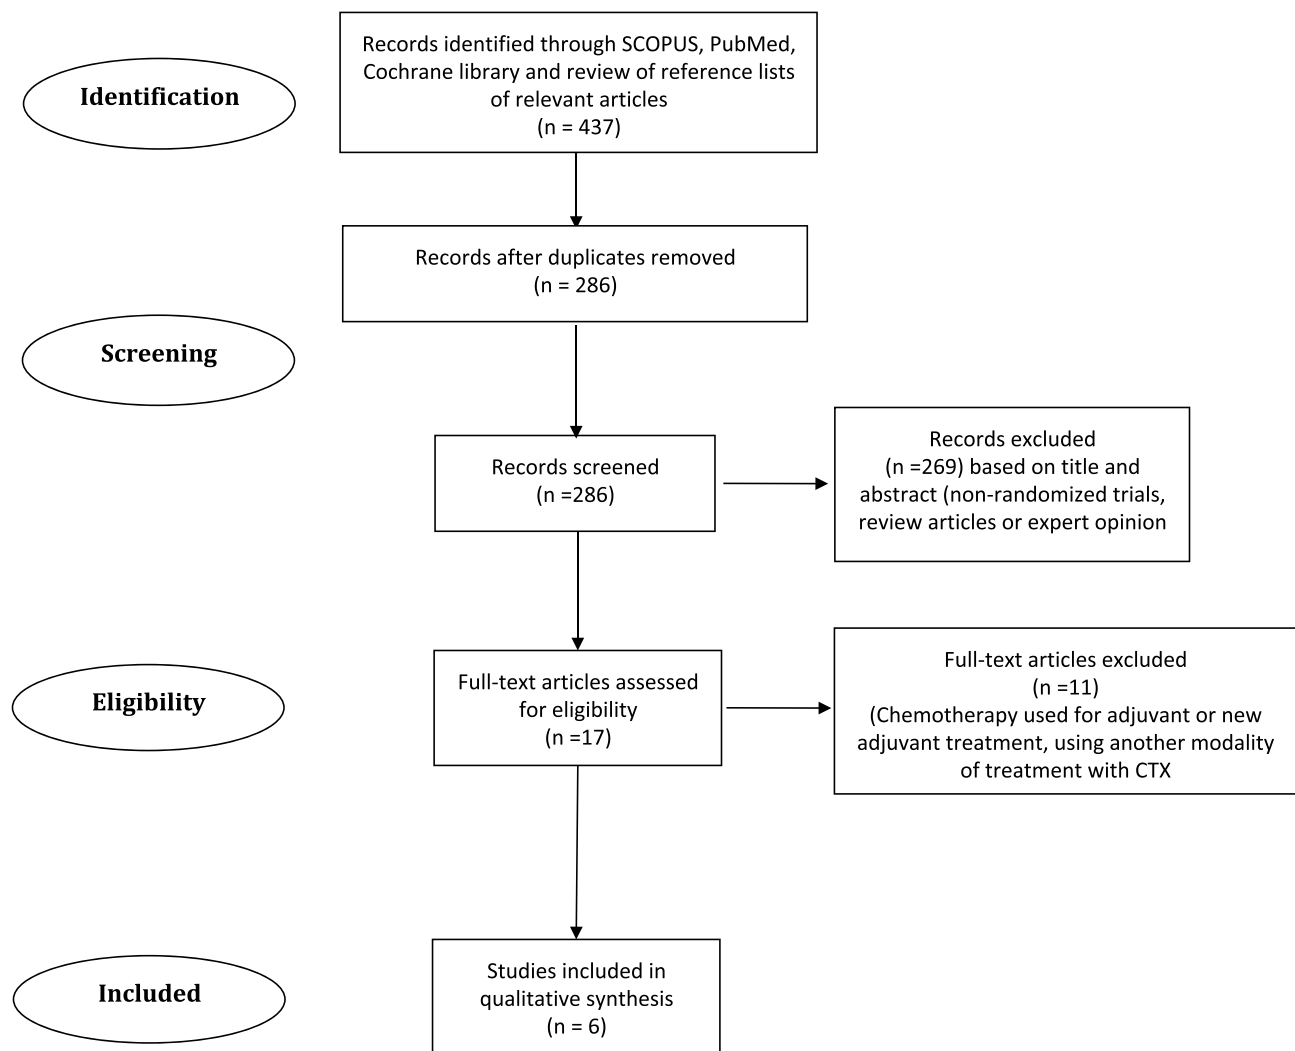 Identification
Records identified through SCOPUS, PubMed,
Cochrane library and review of reference lists
of relevant articles
(n = 437)
Records after duplicates removed
(n = 286)
Screening
Records screened
(n =286)
Records excluded
(n =269) based on title and
abstract (non-randomized trials,
review articles or expert opinion
Eligibility
Full-text articles assessed
for eligibility
(n =17)
Full-text articles excluded
(n =11)
(Chemotherapy used for adjuvant or new
adjuvant treatment, using another modality
of treatment with CTX
Included
Studies included in
qualitative synthesis
(n = 6)